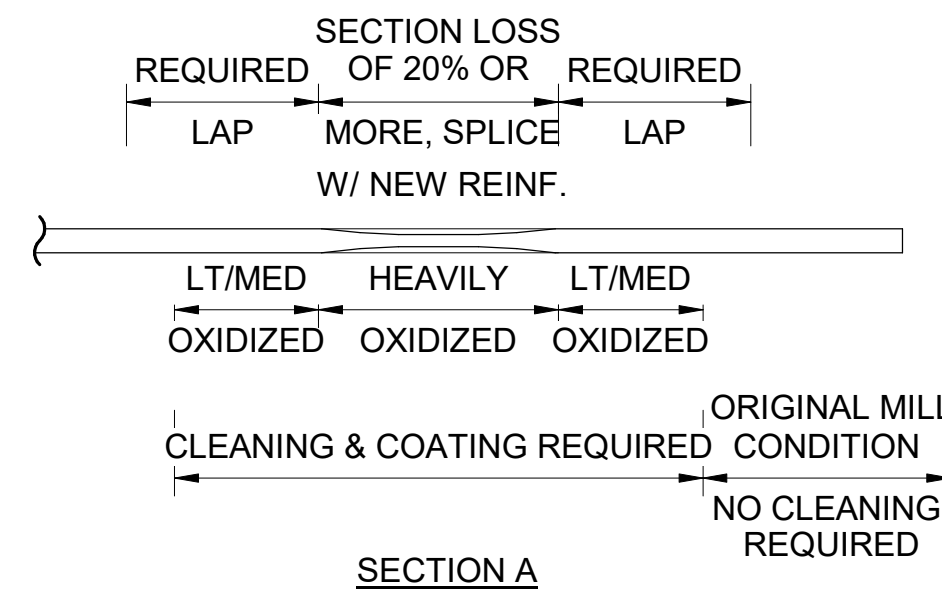 SECTION LOSS
REQUIRED OF 20% OR REQUIRED
LAP MORE, SPLICE LAP
W/ NEW REINF.
LT/MED HEAVILY LT/MED
OXIDIZED OXIDIZED OXIDIZED
ORIGINAL MILL
CLEANING & COATING REQUIRED CONDITION
NO CLEANING
REQUIRED
SECTION A